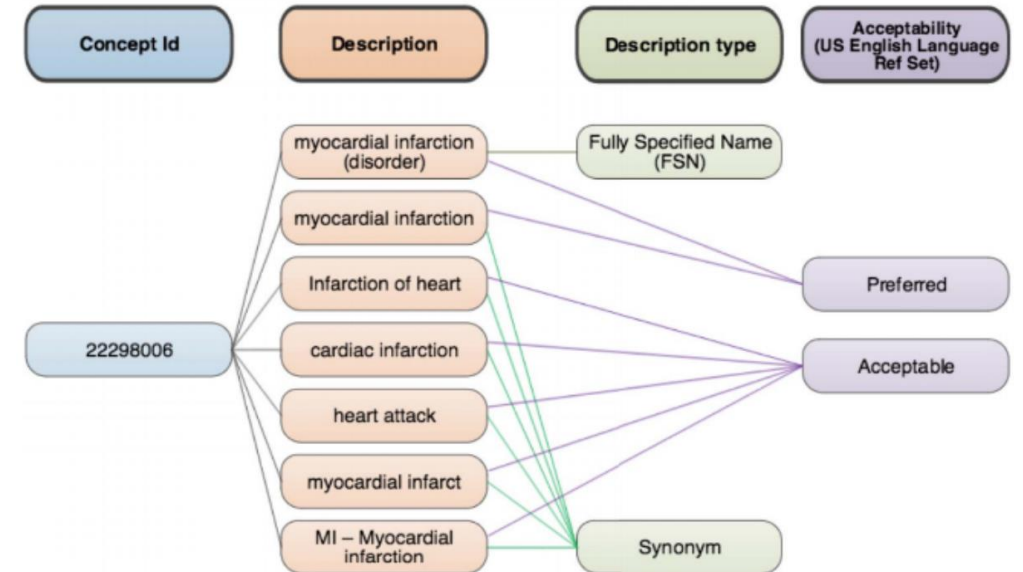 Concept Id
Description
Description type
Acceptability
(US English Language
Ref Set)
myocardial infarction
(disorder)
Fully Specified Name
(FSN)
myocardial infarction
Infarction of heart
Preferred
22298006
cardiac infarction
Acceptable
heart attack
myocardial infarct
MI – Myocardial
infarction
Synonym